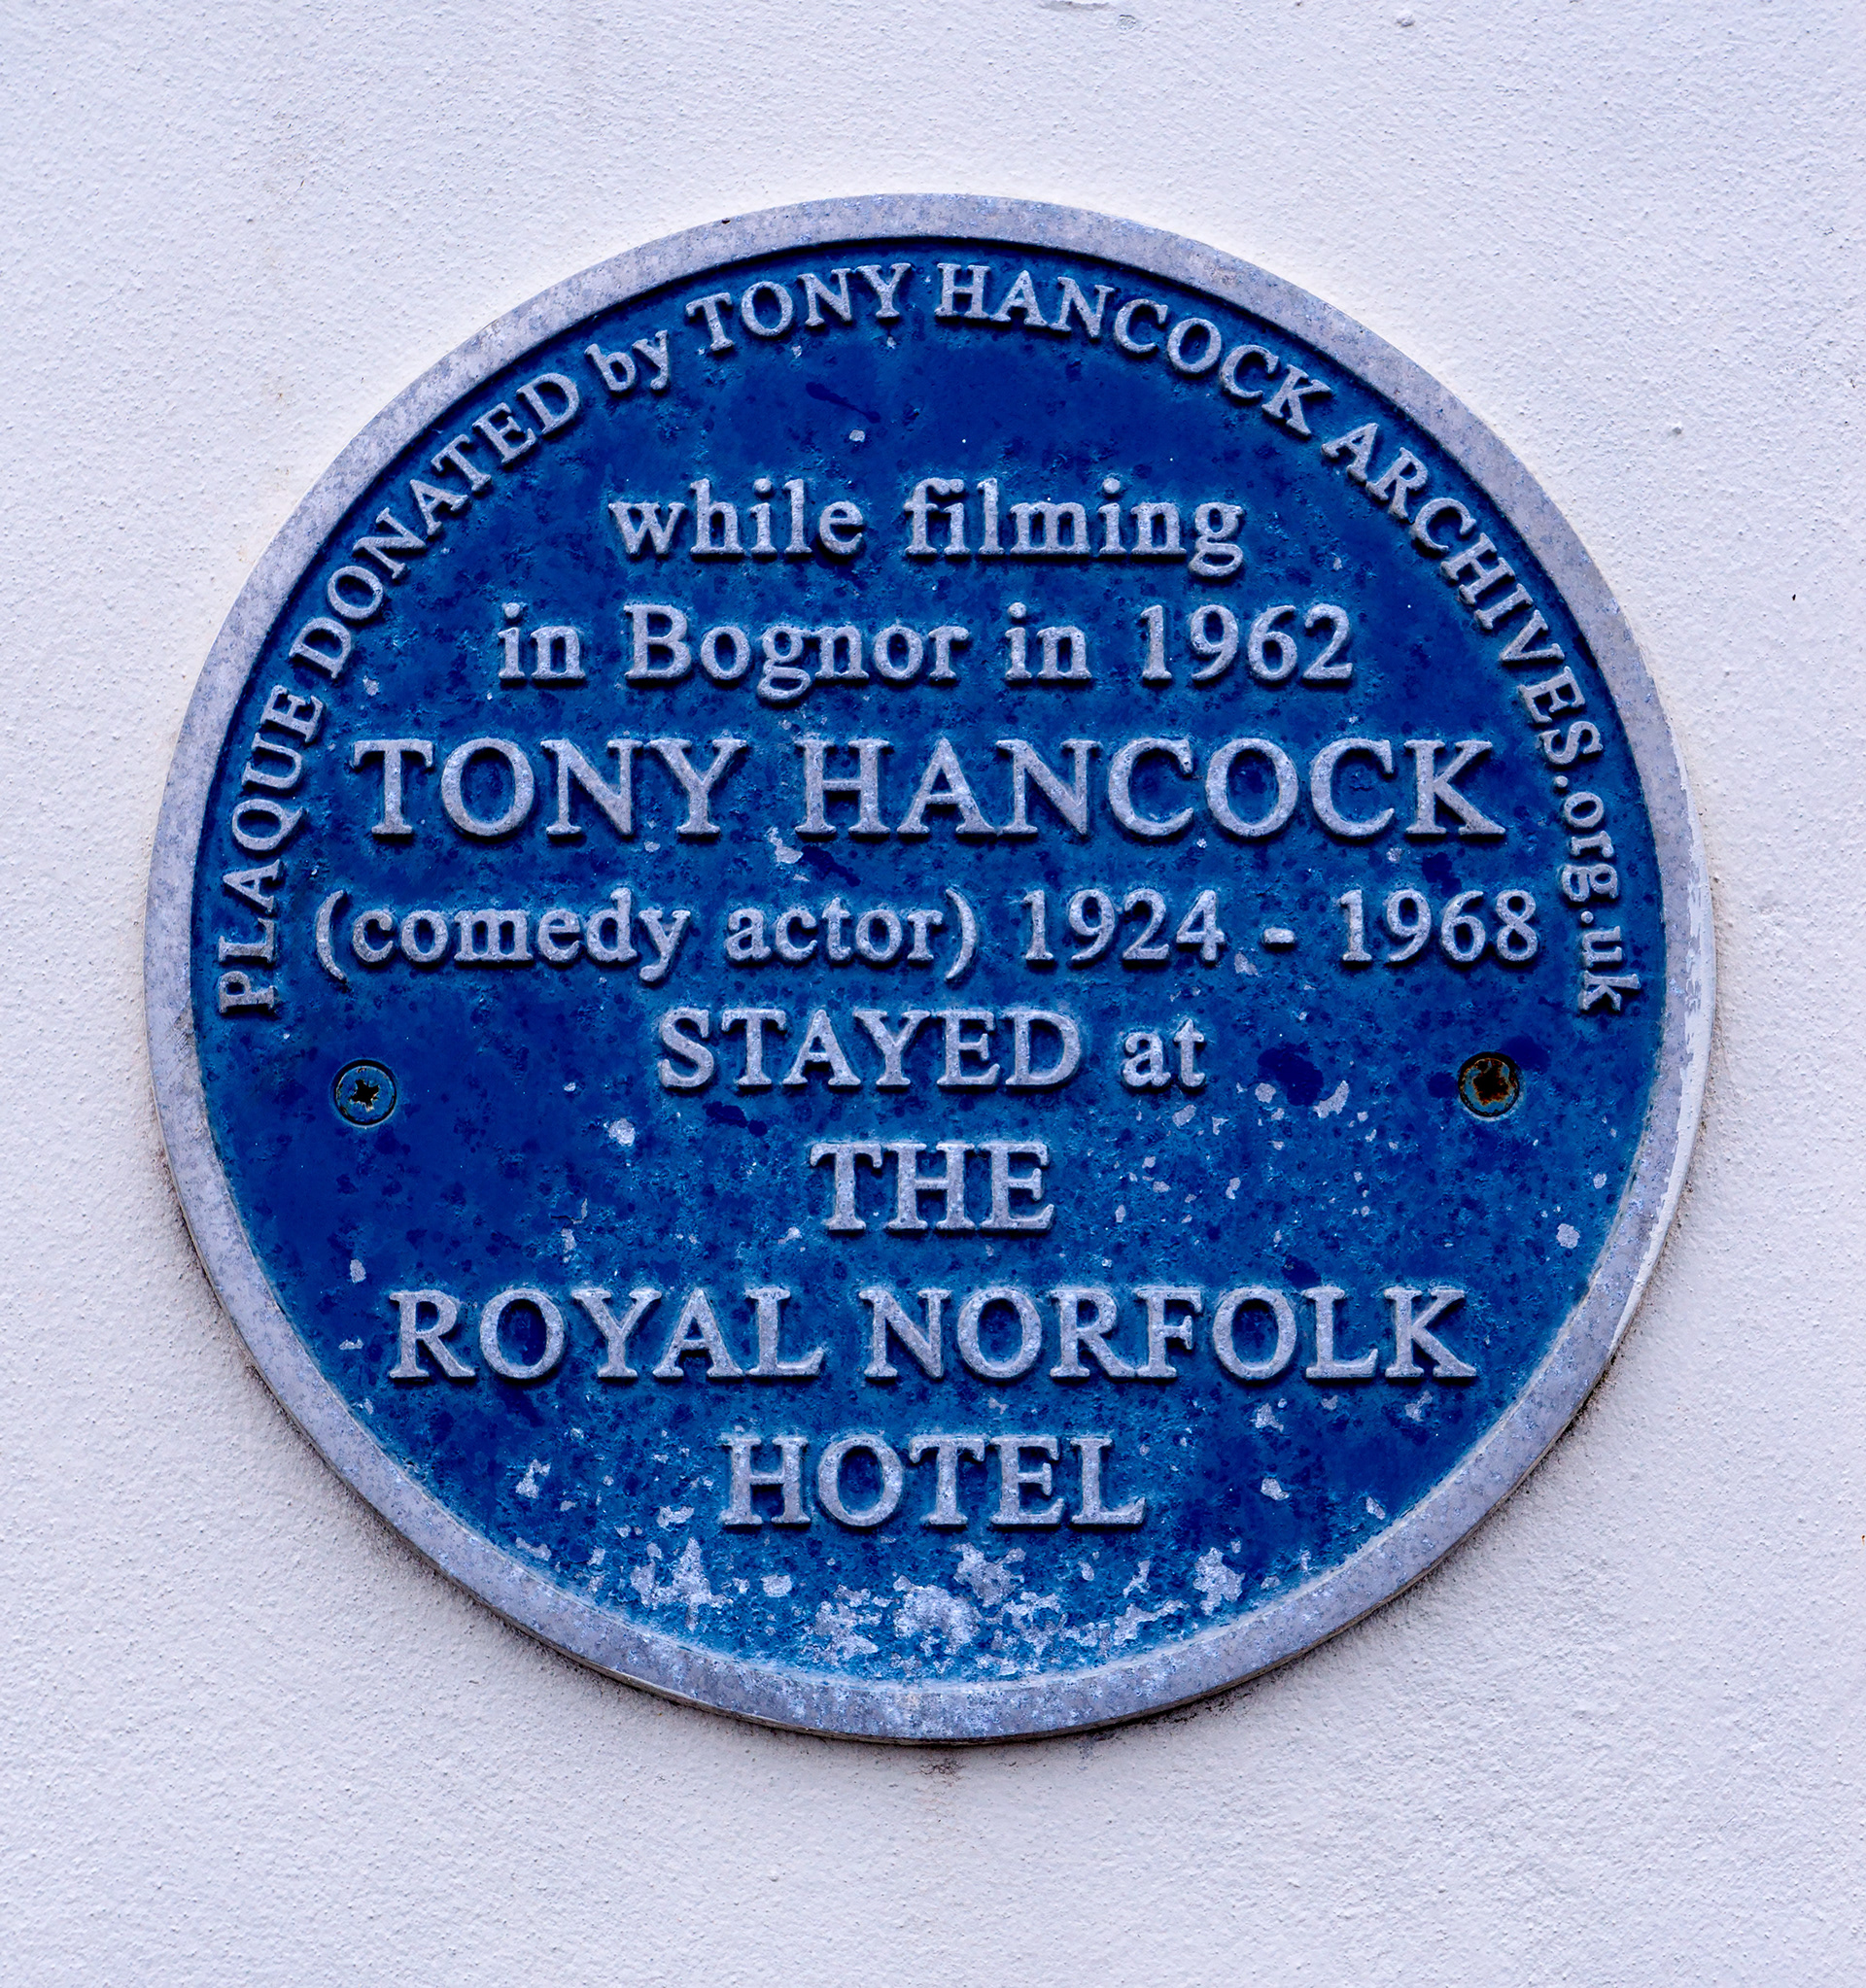 PLAQUE DONATED by TONY HANCOCK ARCHIVES.org.uk
while filming
in Bognor in 1962
TONY HANCOCK
(comedy actor) 1924 - 1968
STAYED at
THE
ROYAL NORFOLK
HOTEL